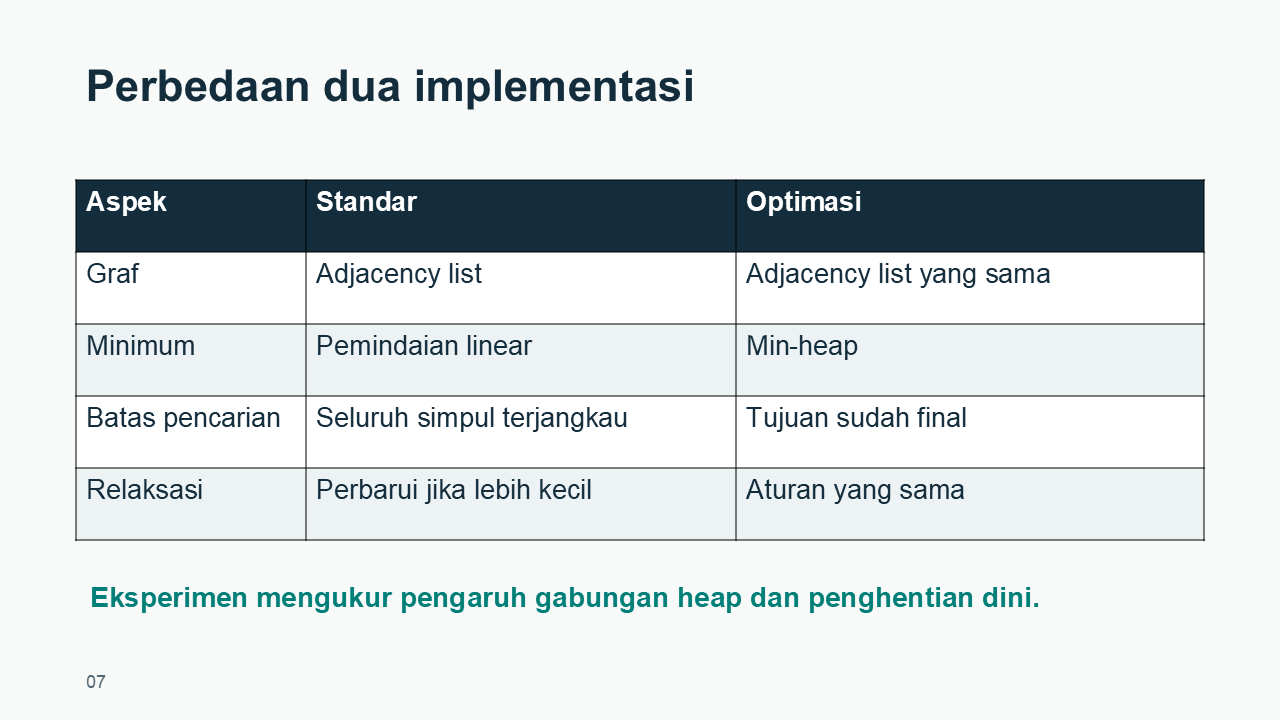 Perbedaan dua implementasi
Aspek Standar Optimasi
Graf Adjacency list Adjacency list yang sama
Minimum Pemindaian linear Min-heap
Batas pencarian Seluruh simpul terjangkau Tujuan sudah final
Relaksasi Perbarui jika lebih kecil Aturan yang sama
Eksperimen mengukur pengaruh gabungan heap dan penghentian dini.
07